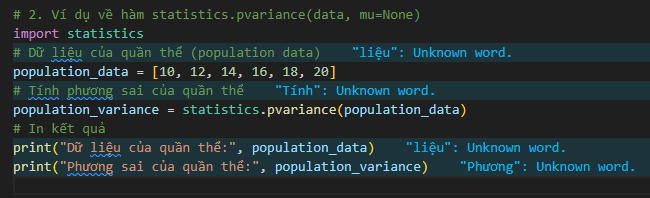 # 2. Ví dụ về hàm statistics.pvariance(data, mu=None)
import statistics
# Dữ liệu của quần thể (population data)    "liệu": Unknown word.
population_data = [10, 12, 14, 16, 18, 20]
# Tính phương sai của quần thể    "Tính": Unknown word.
population_variance = statistics.pvariance(population_data)
# In kết quả
print("Dữ liệu của quần thể:", population_data)    "liệu": Unknown word.
print("Phương sai của quần thể:", population_variance)    "Phương": Unknown word.